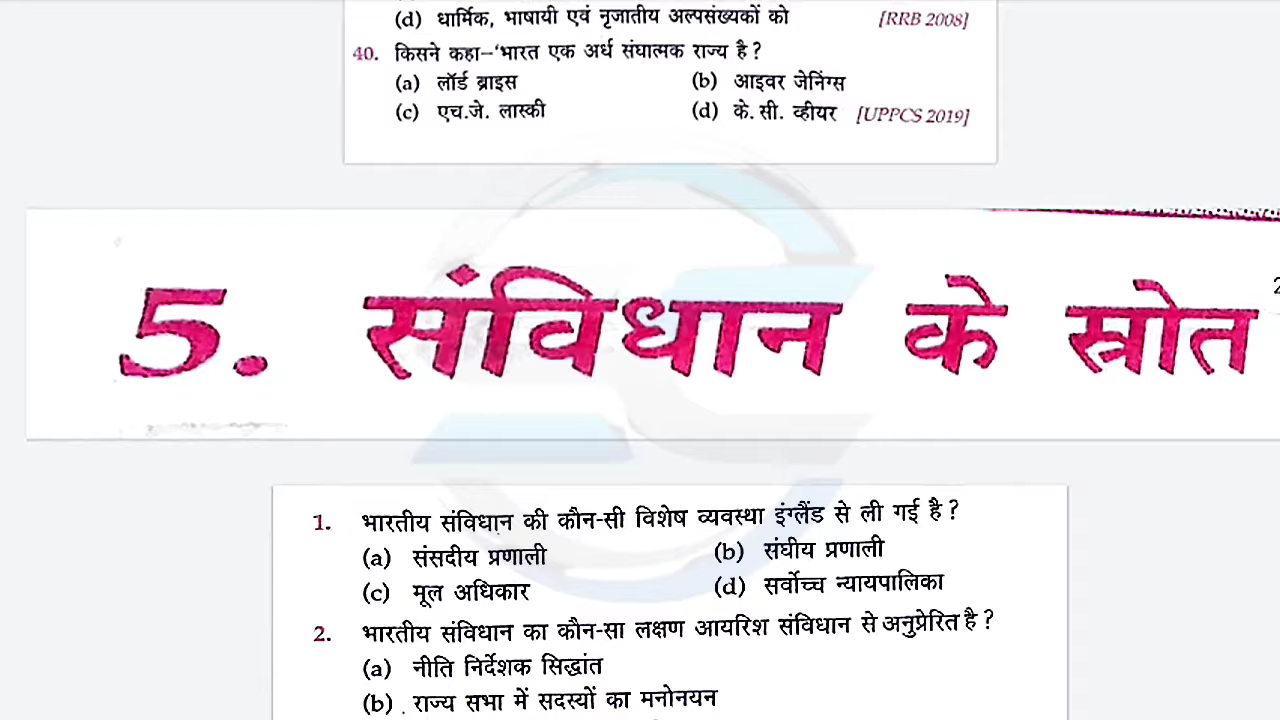 (d) धार्मिक, भाषायी एवं नृजातीय अल्पसंख्यकों को [RRB 2008]
40. किसने कहा–‘भारत एक अर्ध संघात्मक राज्य है?
(a) लॉर्ड ब्राइस (b) आइवर जेनिंग्स
(c) एच.जे. लास्की (d) के. सी. व्हीयर [UPPCS 2019]
5. संविधान के स्रोत
1. भारतीय संविधान की कौन-सी विशेष व्यवस्था इंग्लैंड से ली गई है?
(a) संसदीय प्रणाली (b) संघीय प्रणाली
(c) मूल अधिकार (d) सर्वोच्च न्यायपालिका
2. भारतीय संविधान का कौन-सा लक्षण आयरिश संविधान से अनुप्रेरित है?
(a) नीति निर्देशक सिद्धांत
(b) राज्य सभा में सदस्यों का मनोनयन